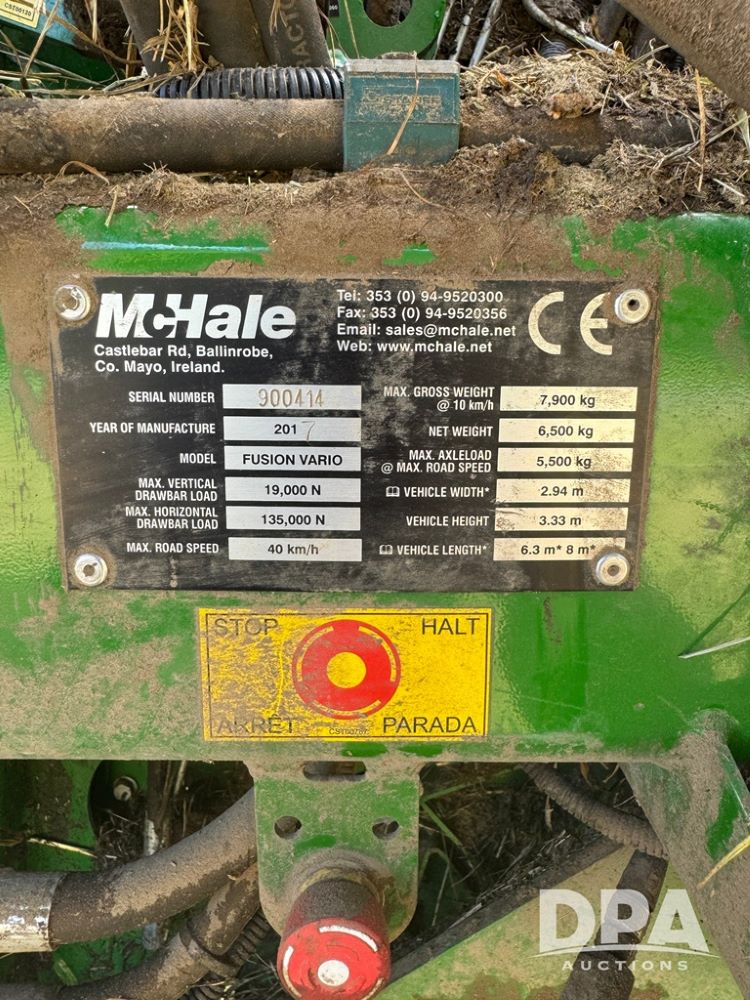 McHale
Castlebar Rd, Ballinrobe,
Co. Mayo, Ireland.
Tel: 353 (0) 94-9520300
Fax: 353 (0) 94-9520356
Email: sales@mchale.net
Web: www.mchale.net
CE
SERIAL NUMBER 900414
YEAR OF MANUFACTURE 2017
MODEL FUSION VARIO
MAX. VERTICAL
DRAWBAR LOAD 19,000 N
MAX. HORIZONTAL
DRAWBAR LOAD 135,000 N
MAX. ROAD SPEED 40 km/h
MAX. GROSS WEIGHT
@ 10 km/h 7,900 kg
NET WEIGHT 6,500 kg
MAX. AXLELOAD
@ MAX. ROAD SPEED 5,500 kg
VEHICLE WIDTH* 2.94 m
VEHICLE HEIGHT 3.33 m
VEHICLE LENGTH* 6.3 m* 8 m*
STOP HALT
ARRÊT PARADA
DPA
AUCTIONS